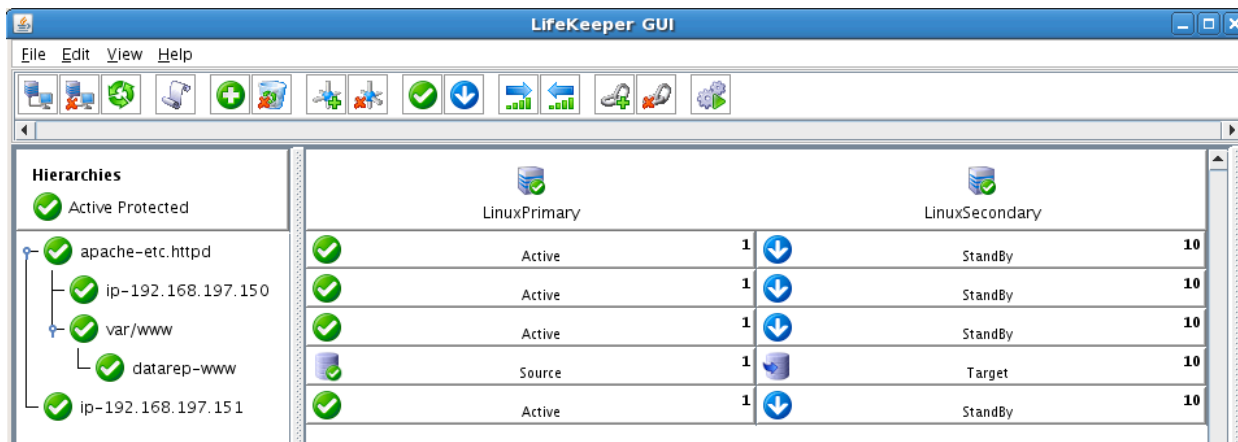 LifeKeeper GUI
File Edit View Help
Hierarchies
Active Protected
LinuxPrimary LinuxSecondary
apache-etc.httpd Active 1 StandBy 10
ip-192.168.197.150 Active 1 StandBy 10
var/www Active 1 StandBy 10
datarep-www Source 1 Target 10
ip-192.168.197.151 Active 1 StandBy 10